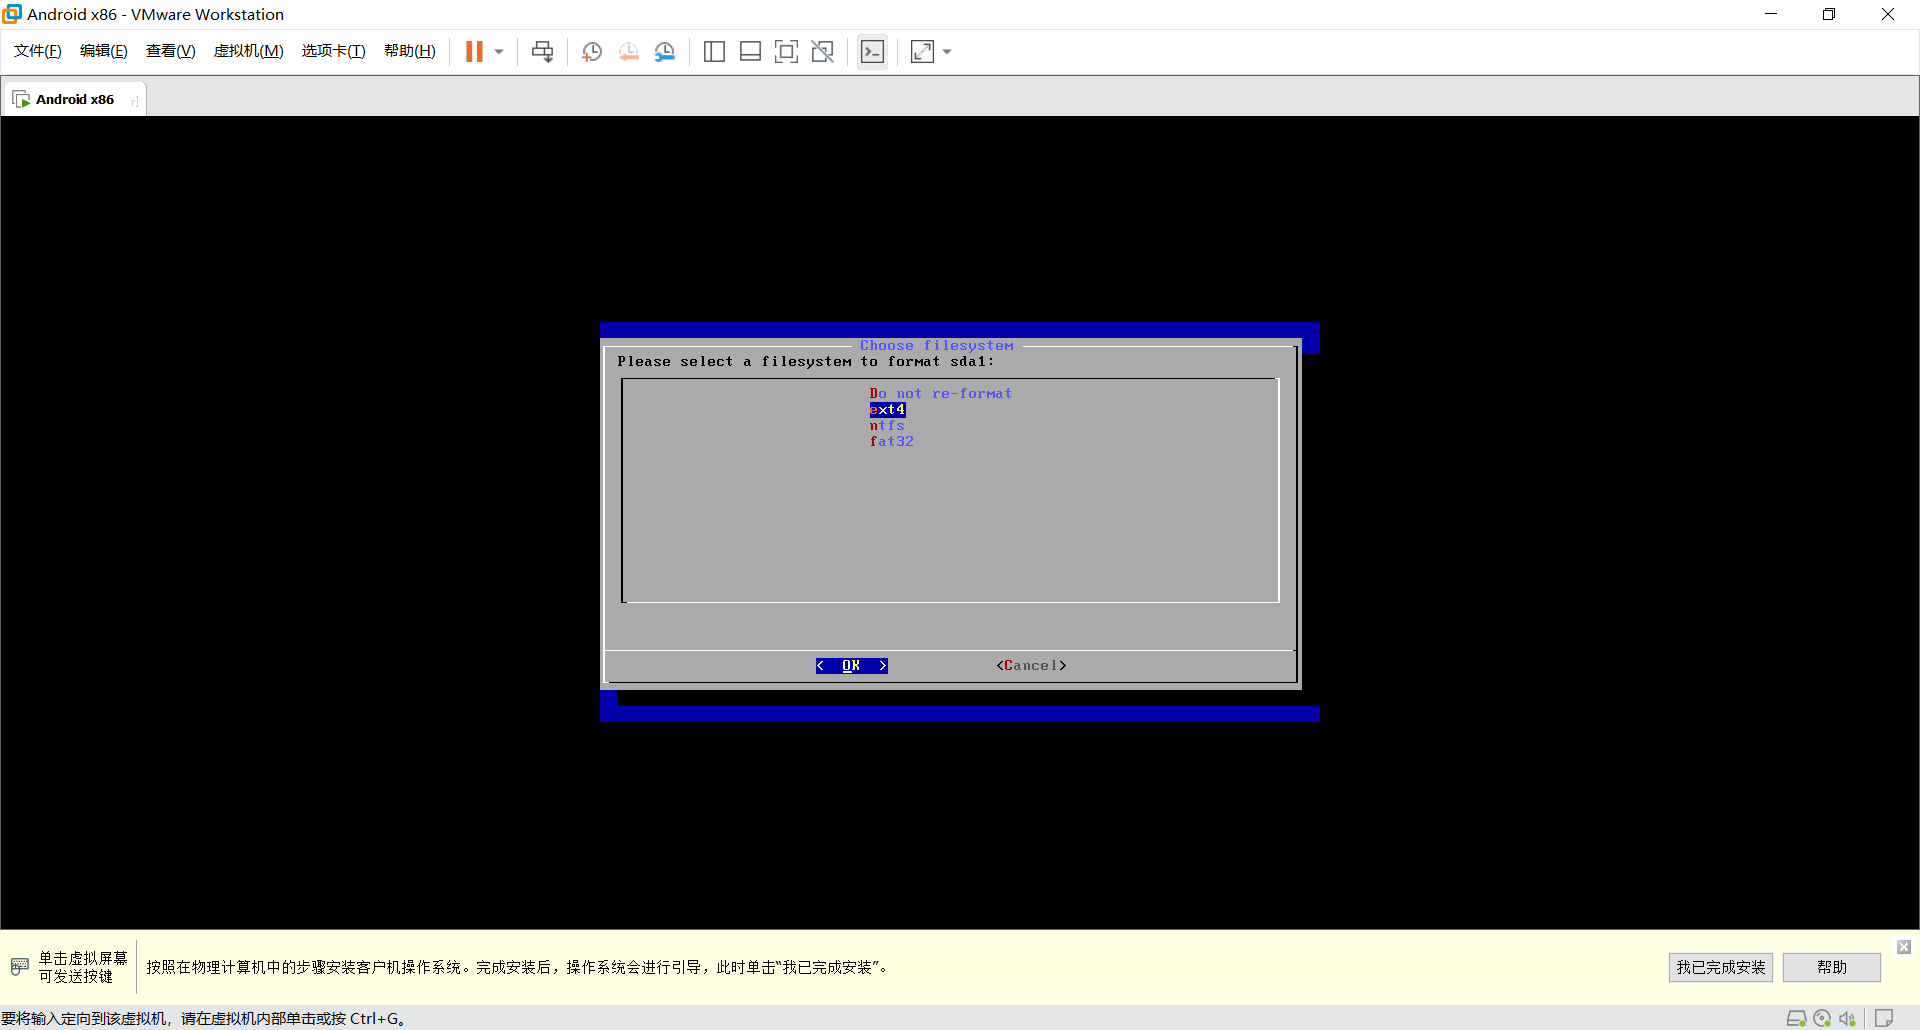 Android x86 - VMware Workstation
文件(F) 编辑(E) 查看(V) 虚拟机(M) 选项卡(T) 帮助(H)
Android x86
Choose filesystem
Please select a filesystem to format sda1:
Do not re-format
ext4
ntfs
fat32
< OK > <Cancel>
单击虚拟屏幕
可发送按键
按照在物理计算机中的步骤安装客户机操作系统。完成安装后，操作系统会进行引导，此时单击“我已完成安装”。
我已完成安装 帮助
要将输入定向到该虚拟机，请在虚拟机内部单击或按 Ctrl+G。